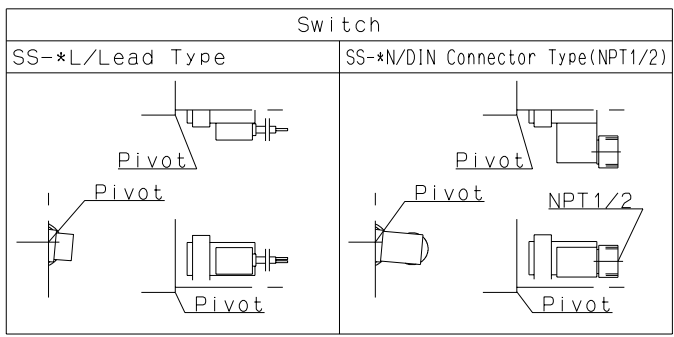 Switch
SS-*L/Lead Type
SS-*N/DIN Connector Type(NPT1/2)
Pivot
Pivot
Pivot
Pivot
NPT1/2
Pivot
Pivot